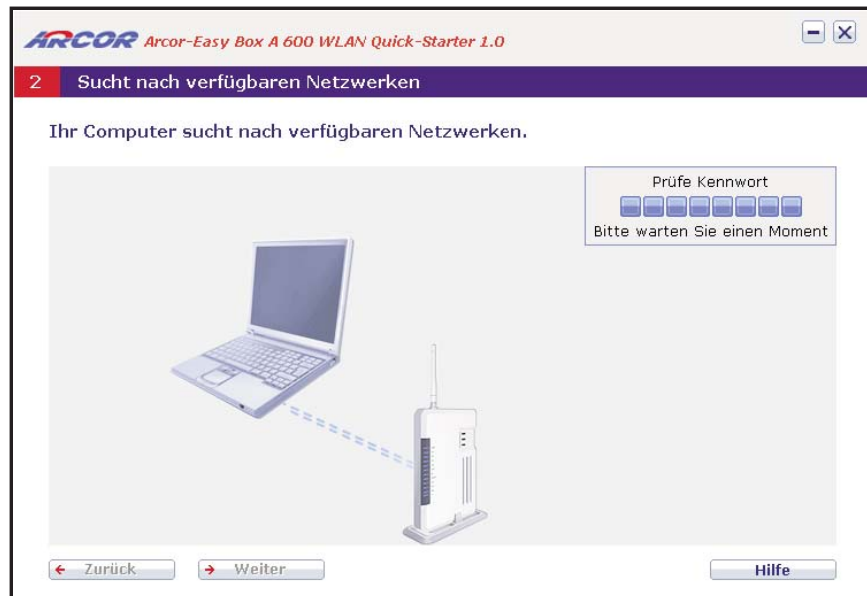 ARCOR Arcor-Easy Box A 600 WLAN Quick-Starter 1.0
2 Sucht nach verfügbaren Netzwerken
Ihr Computer sucht nach verfügbaren Netzwerken.
Prüfe Kennwort
Bitte warten Sie einen Moment
Zurück
Weiter
Hilfe